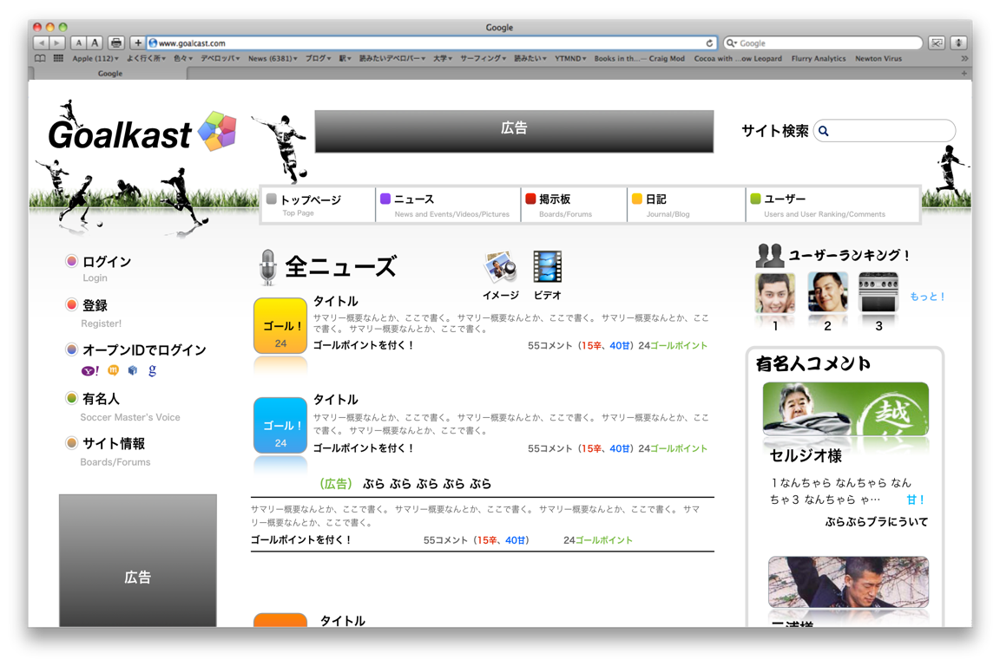 Google
A A
www.goalcast.com
Google
Apple (112) よく行く所 色々 デベロッパ News (6381) ブログ 駅 読みたいデベロパー 大学 サーフィング 読みたい YTMND Books in th...— Craig Mod Cocoa with ...ow Leopard Flurry Analytics Newton Virus
Google
Goalkast
広告
サイト検索
トップページ
Top Page
ニュース
News and Events/Videos/Pictures
掲示板
Boards/Forums
日記
Journal/Blog
ユーザー
Users and User Ranking/Comments
ログイン
Login
登録
Register!
オープンIDでログイン
Y! m g
有名人
Soccer Master's Voice
サイト情報
Boards/Forums
広告
全ニューズ
イメージ
ビデオ
ゴール！
24
タイトル
サマリー概要なんとか、ここで書く。 サマリー概要なんとか、ここで書く。 サマリー概要なんとか、ここ
で書く。 サマリー概要なんとか、ここで書く。
ゴールポイントを付く！
55コメント（15辛、40甘）24ゴールポイント
ゴール！
24
タイトル
サマリー概要なんとか、ここで書く。 サマリー概要なんとか、ここで書く。 サマリー概要なんとか、ここ
で書く。 サマリー概要なんとか、ここで書く。
ゴールポイントを付く！
55コメント（15辛、40甘）24ゴールポイント
（広告） ぶら ぶら ぶら ぶら ぶら
サマリー概要なんとか、ここで書く。 サマリー概要なんとか、ここで書く。 サマリー概要なんとか、ここで書く。 サマ
リー概要なんとか、ここで書く。
ゴールポイントを付く！
55コメント（15辛、40甘）
24ゴールポイント
タイトル
ユーザーランキング！
1 2 3
もっと！
有名人コメント
越
セルジオ様
１なんちゃら なんちゃら なん
ちゃ３ なんちゃら ゃ…
甘！
ぶらぶらブラにういて
三浦様